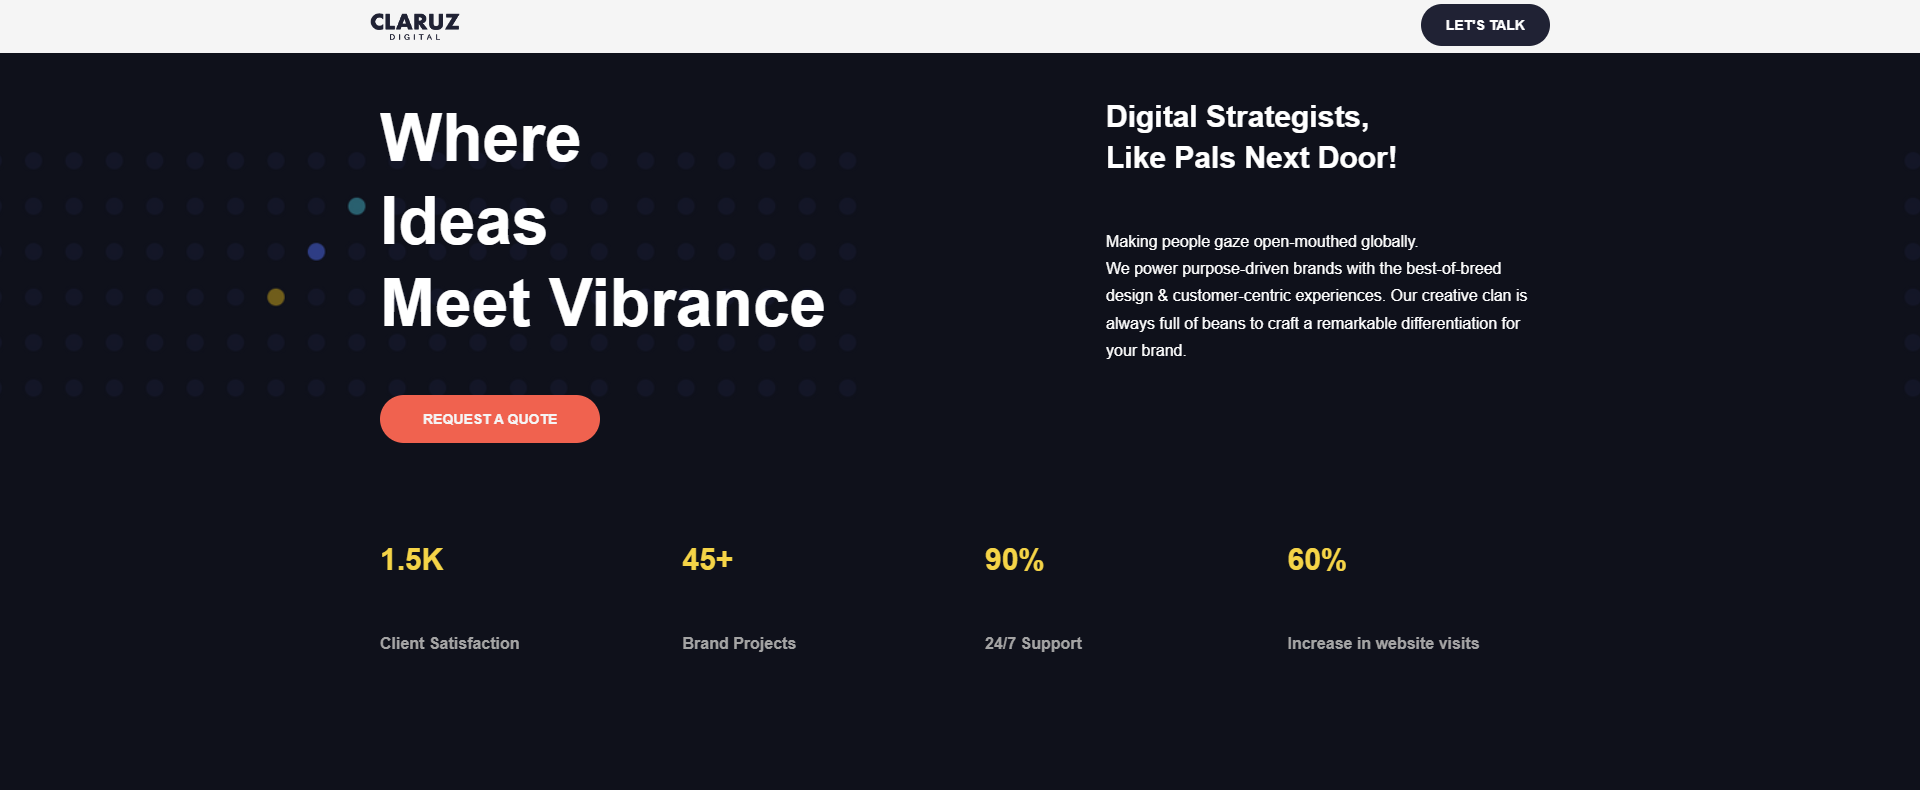 CLARUZ
DIGITAL
LET'S TALK
Where
Ideas
Meet Vibrance
REQUEST A QUOTE
Digital Strategists,
Like Pals Next Door!
Making people gaze open-mouthed globally.
We power purpose-driven brands with the best-of-breed
design & customer-centric experiences. Our creative clan is
always full of beans to craft a remarkable differentiation for
your brand.
1.5K
Client Satisfaction
45+
Brand Projects
90%
24/7 Support
60%
Increase in website visits